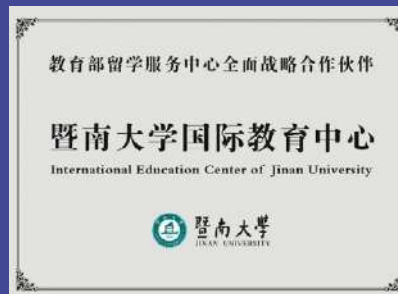 教育部留学服务中心全面战略合作伙伴
暨南大学国际教育中心
International Education Center of Jinan University
暨南大学
JINAN UNIVERSITY